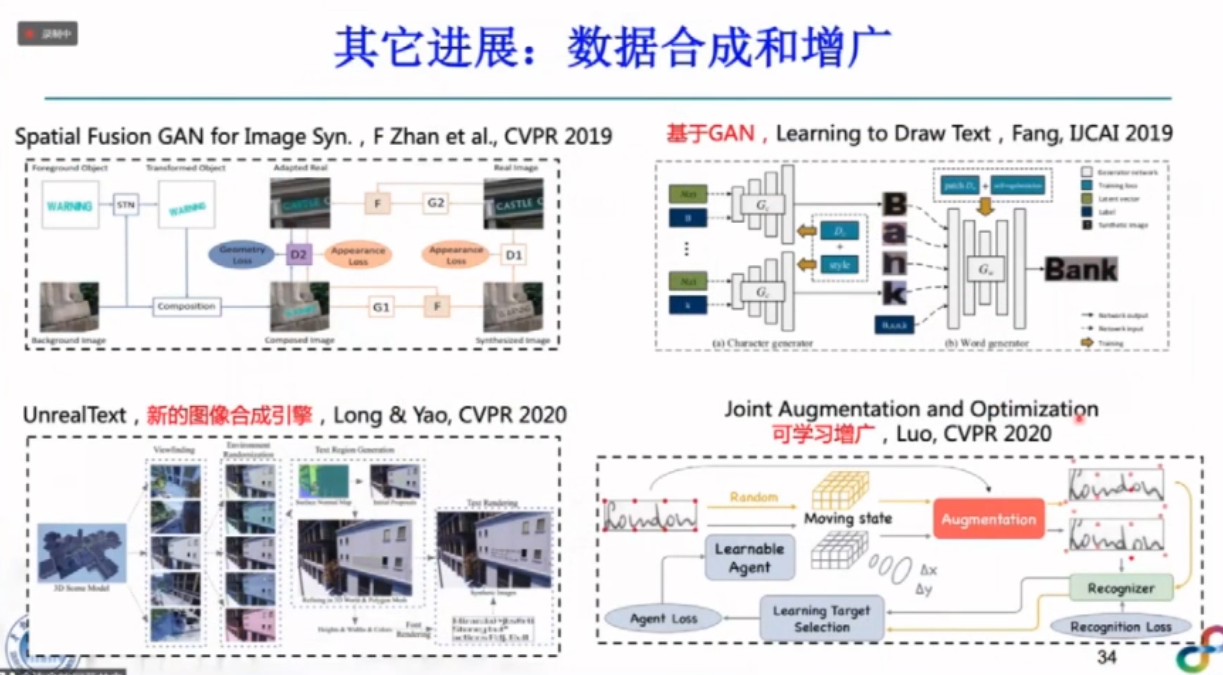 录制中
其它进展：数据合成和增广
Spatial Fusion GAN for Image Syn.，F Zhan et al., CVPR 2019
Foreground Object
Transformed Object
Adapted Real
Real Image
WARNING
STN
WARNING
CASTLE
F
G2
CASTLE
Geometry Loss
D2
Appearance Loss
Appearance Loss
D1
Composition
G1
F
WARNING
Background Image
Composed Image
Synthesized Image
基于GAN，Learning to Draw Text，Fang, IJCAI 2019
B
a
n
k
Bank
style
Generator network
Training loss
Latent vector
Label
Synthetic image
Network output
Network input
Training
(a) Character generator
(b) Word generator
UnrealText，新的图像合成引擎，Long & Yao, CVPR 2020
Viewfinding
Environment Randomization
Text Region Generation
Surface Normal Map
Initial Proposals
Text Rendering
3D Scene Model
Refining in 3D World & Polygon Mesh
Synthetic Images
Heights & Widths & Colors
Font Rendering
Joint Augmentation and Optimization
可学习增广，Luo, CVPR 2020
London
Random
Moving state
Augmentation
Learnable Agent
Δx
Δy
Recognizer
Agent Loss
Learning Target Selection
Recognition Loss
34